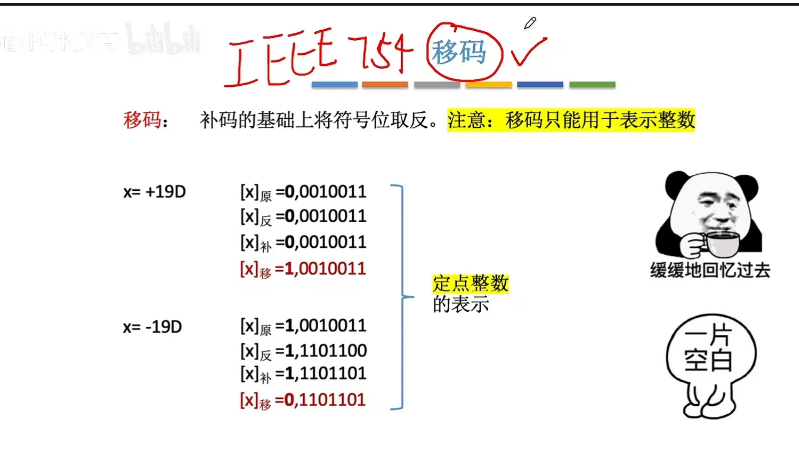 IEEE 754 移码
移码： 补码的基础上将符号位取反。注意：移码只能用于表示整数
x= +19D
[x]原 =0,0010011
[x]反 =0,0010011
[x]补 =0,0010011
[x]移 =1,0010011
x= -19D
[x]原 =1,0010011
[x]反 =1,1101100
[x]补 =1,1101101
[x]移 =0,1101101
定点整数
的表示
缓缓地回忆过去
一片
空白
bilibili